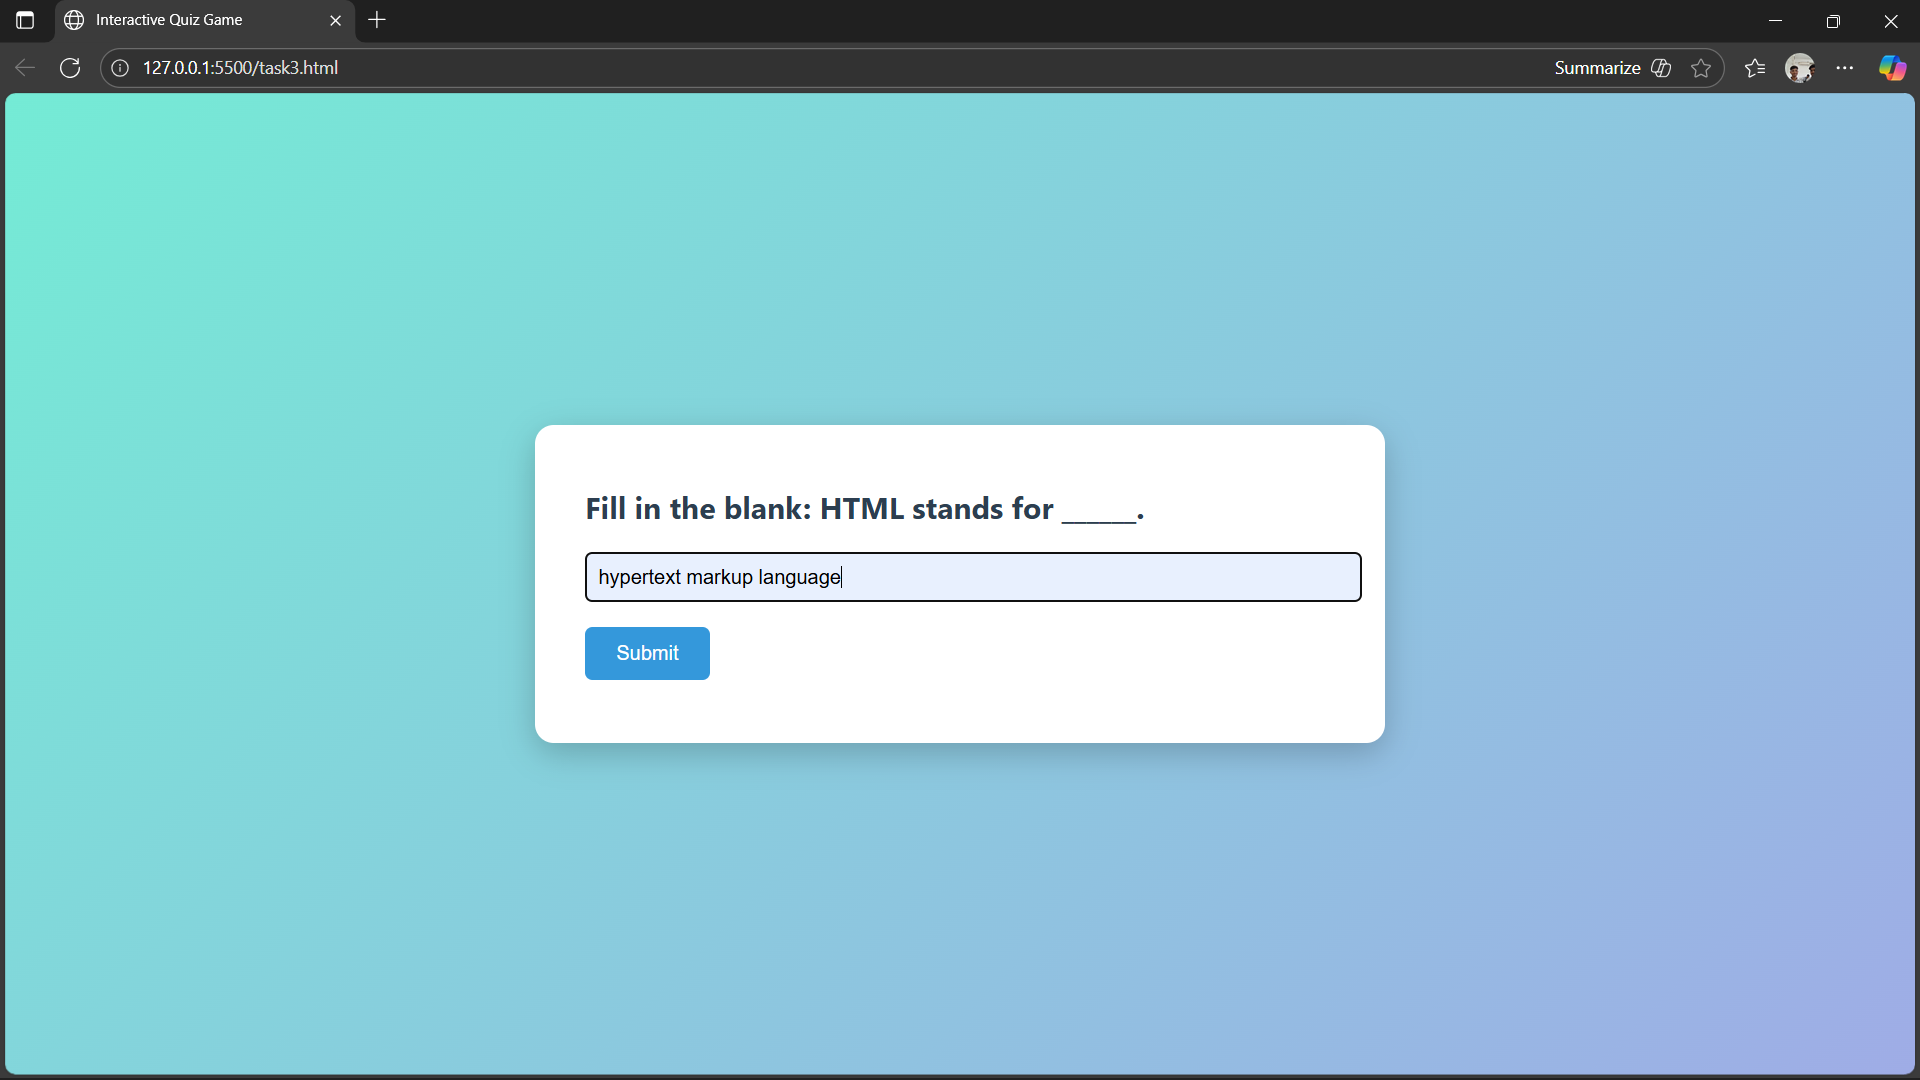 Interactive Quiz Game
127.0.0.1:5500/task3.html
Summarize
Fill in the blank: HTML stands for ______.
hypertext markup language
Submit